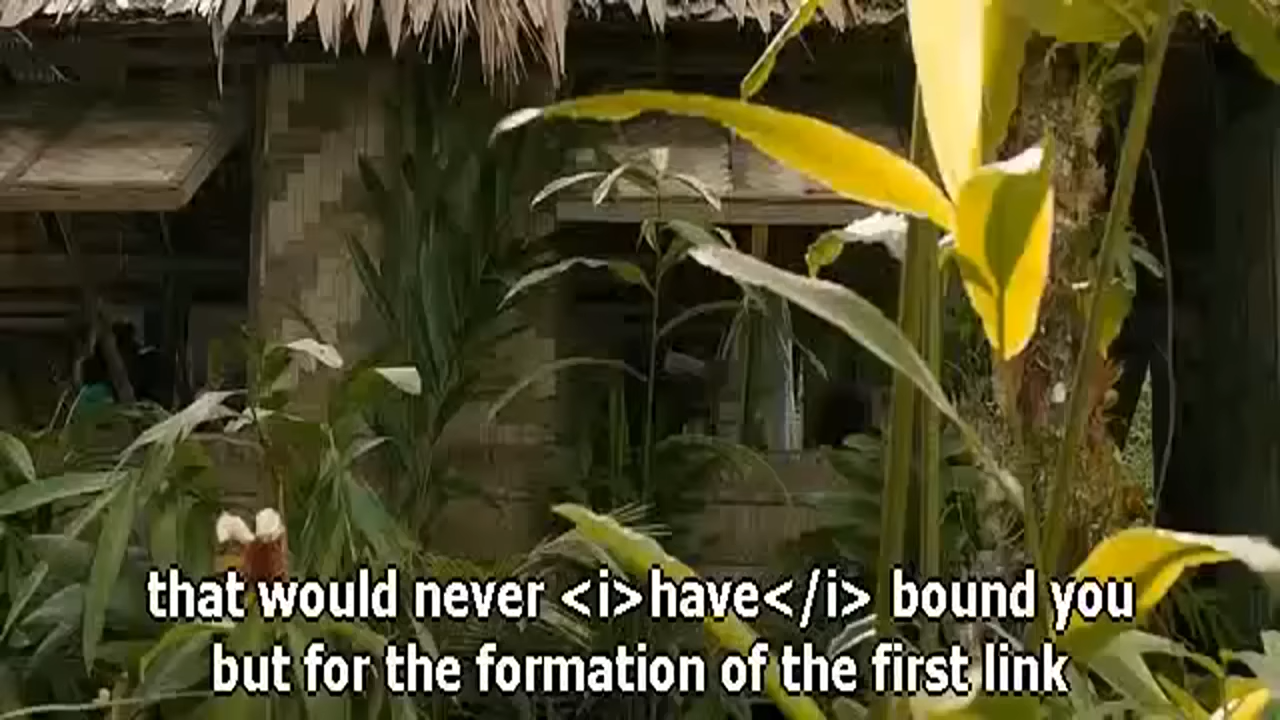 that would never <i>have</i> bound you
but for the formation of the first link